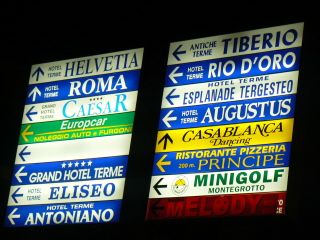 HOTEL TERME HELVETIA
HOTEL TERME ROMA
★★★★
GRAND HOTEL TERME CAESAR
Europcar
NOLEGGIO AUTO e FURGONI
★★★★★
GRAND HOTEL TERME
HOTEL TERME ELISEO
HOTEL TERME ANTONIANO
ANTICHE TERME TIBERIO
HOTEL TERME RIO D'ORO
HOTEL TERME
ESPLANADE TERGESTEO
HOTEL TERME AUGUSTUS
CASABLANCA
Dancing
RISTORANTE PIZZERIA
200 m. PRINCIPE
MINIGOLF
MONTEGROTTO
MELODY